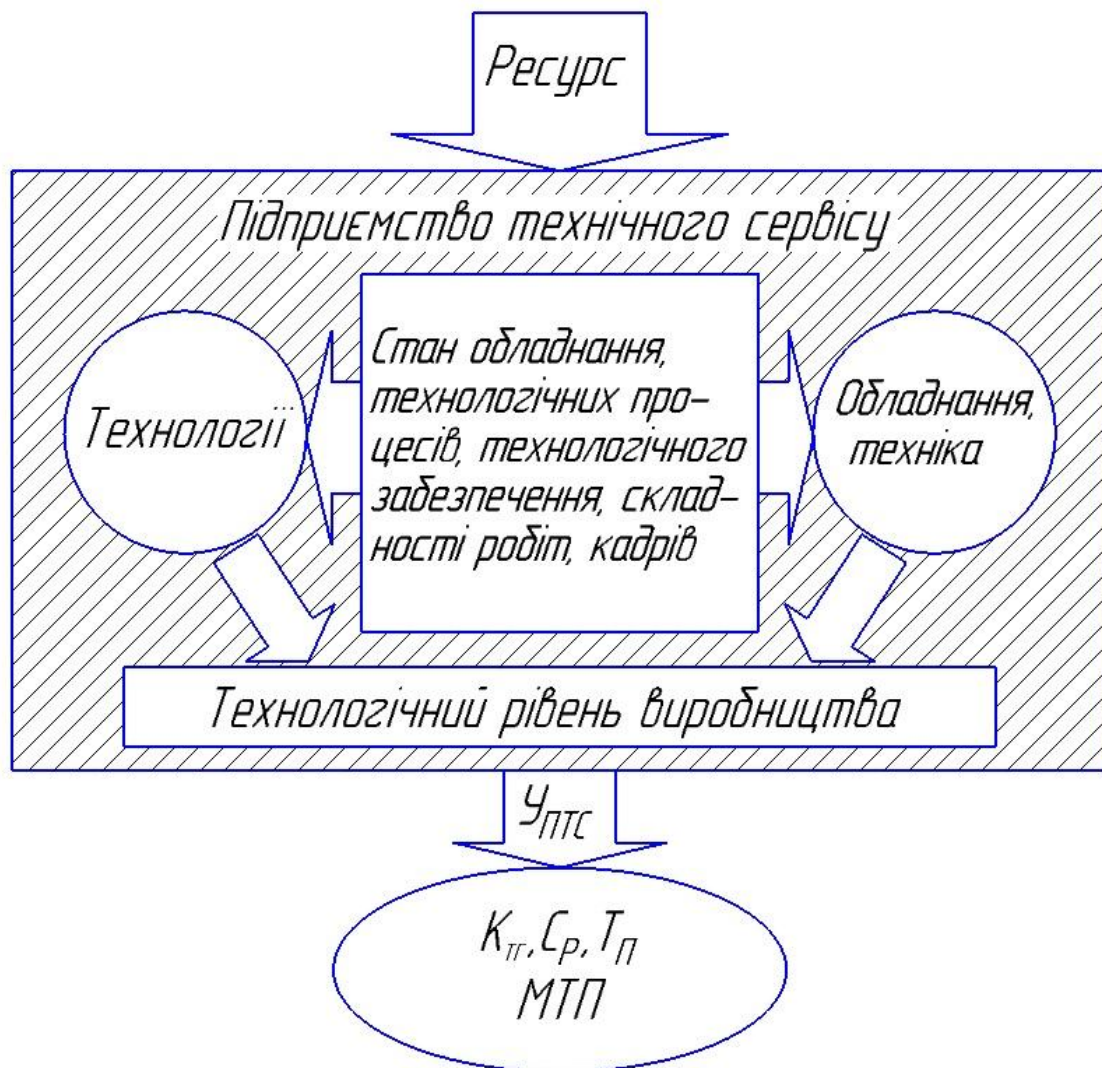 Ресурс
Підприємство технічного сервісу
Технології
Стан обладнання,
технологічних про-
цесів, технологічного
забезпечення, склад-
ності робіт, кадрів
Обладнання,
техніка
Технологічний рівень виробництва
УПТС
Ктг, СР, ТП
МТП